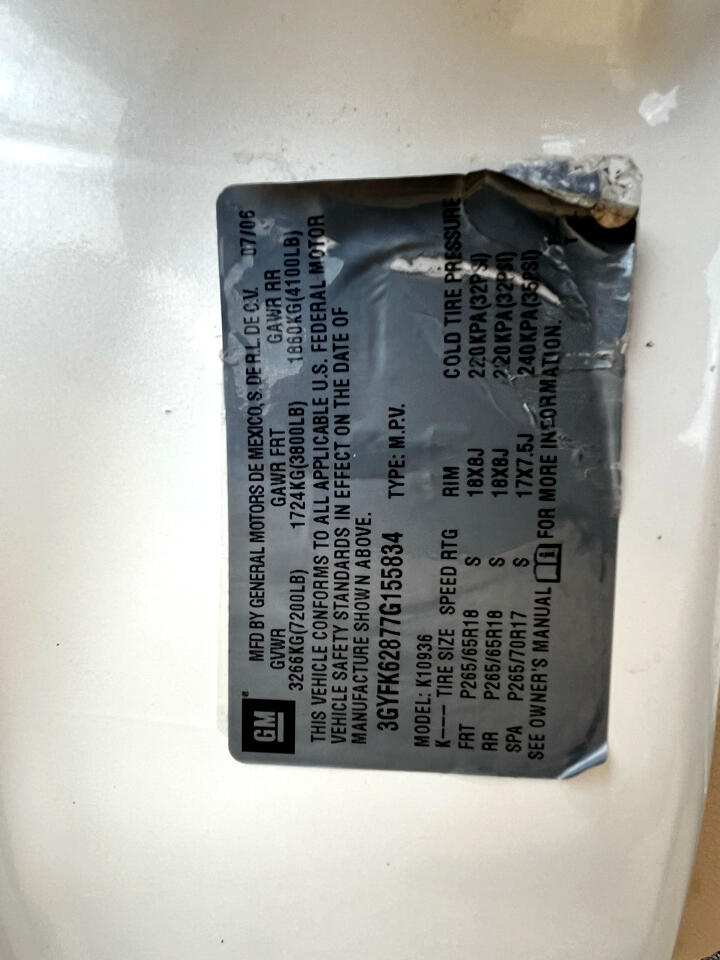 GM
®
MFD BY GENERAL MOTORS DE MEXICO, S. DE R.L. DE C.V. 07/06
GVWR GAWR FRT GAWR RR
3266KG(7200LB) 1724KG(3800LB) 1860KG(4100LB)
THIS VEHICLE CONFORMS TO ALL APPLICABLE U.S. FEDERAL MOTOR
VEHICLE SAFETY STANDARDS IN EFFECT ON THE DATE OF
MANUFACTURE SHOWN ABOVE.
3GYFK62877G155834 TYPE: M.P.V.
MODEL: K10936
K---- TIRE SIZE SPEED RTG RIM COLD TIRE PRESSURE
FRT P265/65R18 S 18X8J 220KPA(32PSI)
RR P265/65R18 S 18X8J 220KPA(32PSI)
SPA P265/70R17 S 17X7.5J 240KPA(35PSI)
SEE OWNER'S MANUAL FOR MORE INFORMATION.